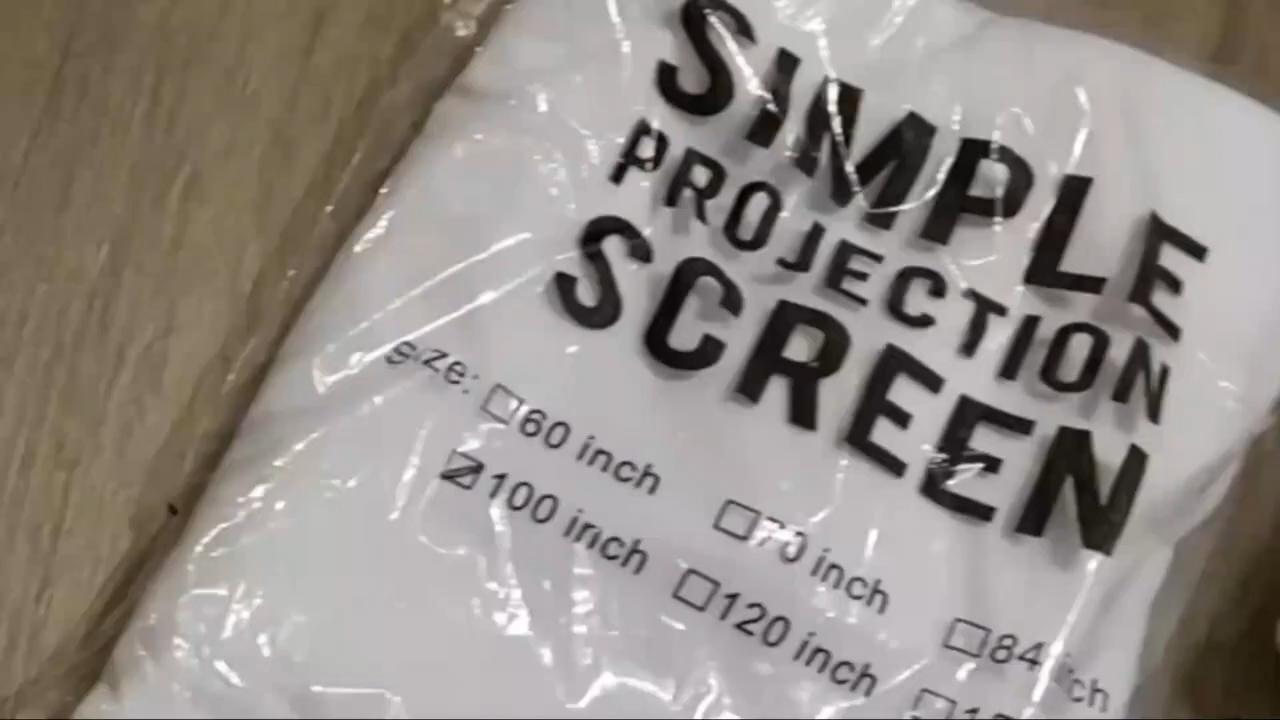 SIMPLE
PROJECTION
SCREEN
size: ☐60 inch ☐70 inch ☐84 inch
☑100 inch ☐120 inch ☐